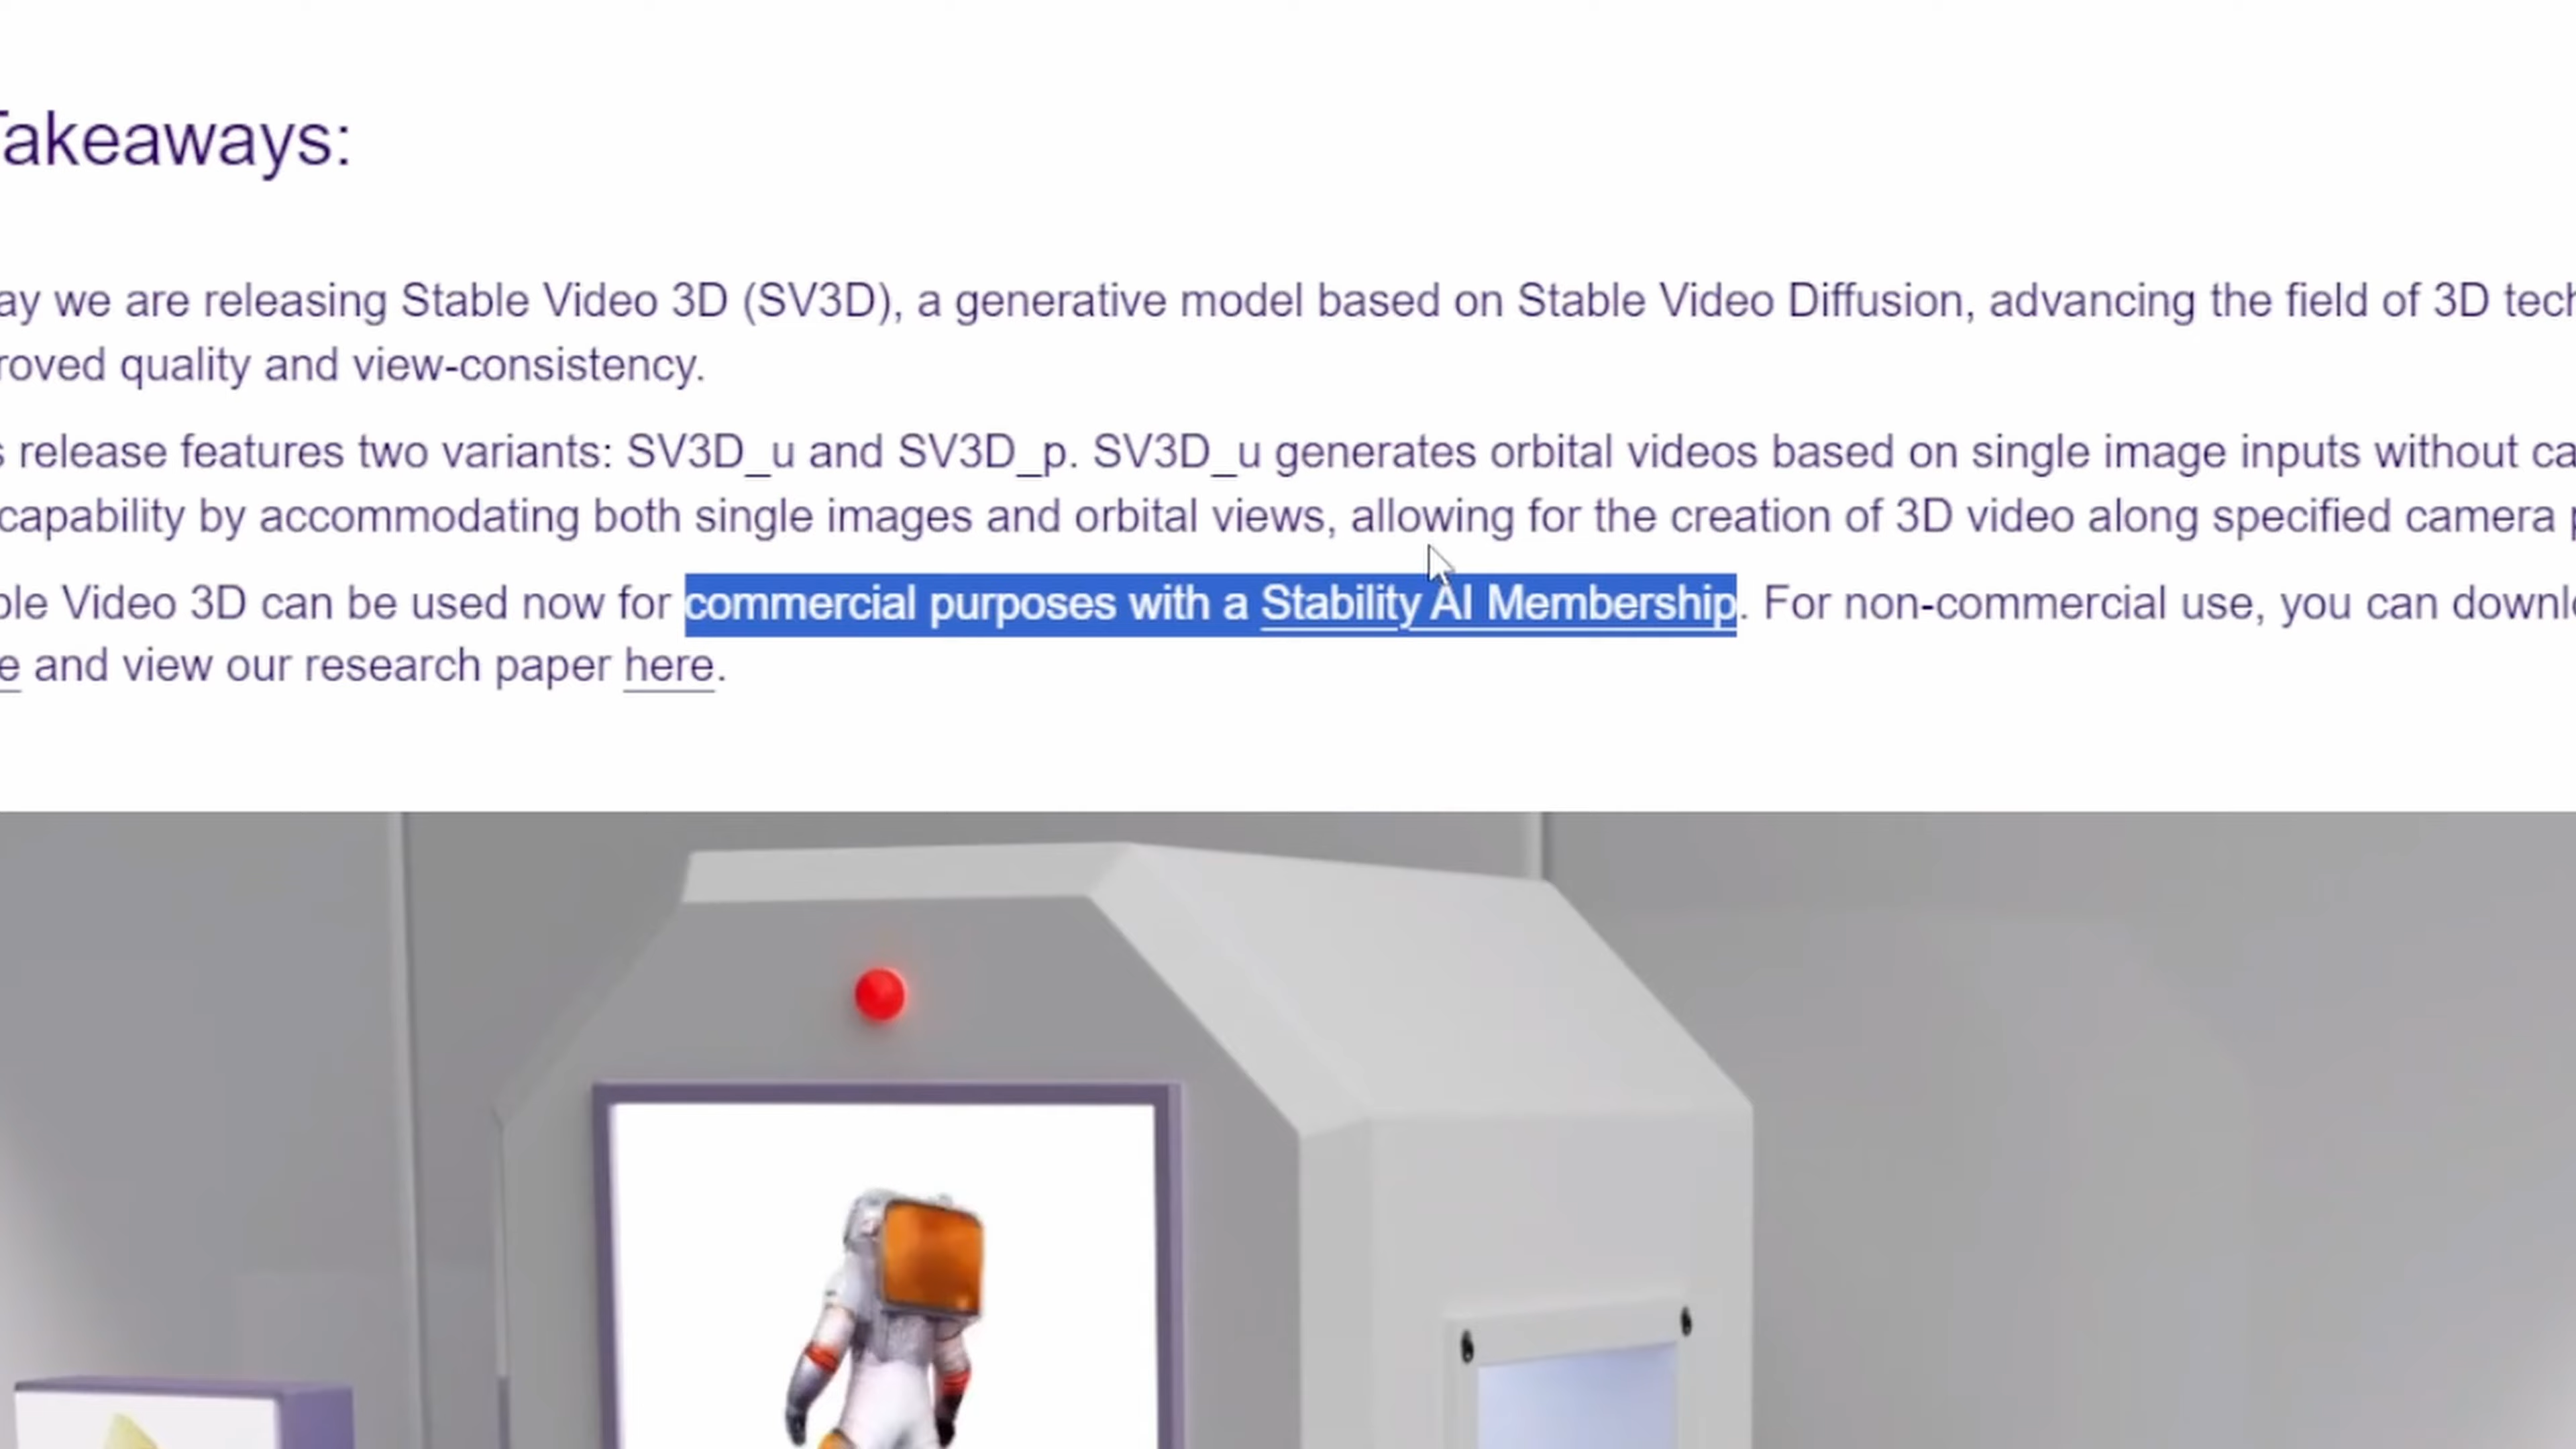 Takeaways:
ay we are releasing Stable Video 3D (SV3D), a generative model based on Stable Video Diffusion, advancing the field of 3D tech
roved quality and view-consistency.
s release features two variants: SV3D_u and SV3D_p. SV3D_u generates orbital videos based on single image inputs without ca
capability by accommodating both single images and orbital views, allowing for the creation of 3D video along specified camera p
ble Video 3D can be used now for commercial purposes with a Stability AI Membership. For non-commercial use, you can downlo
e and view our research paper here.